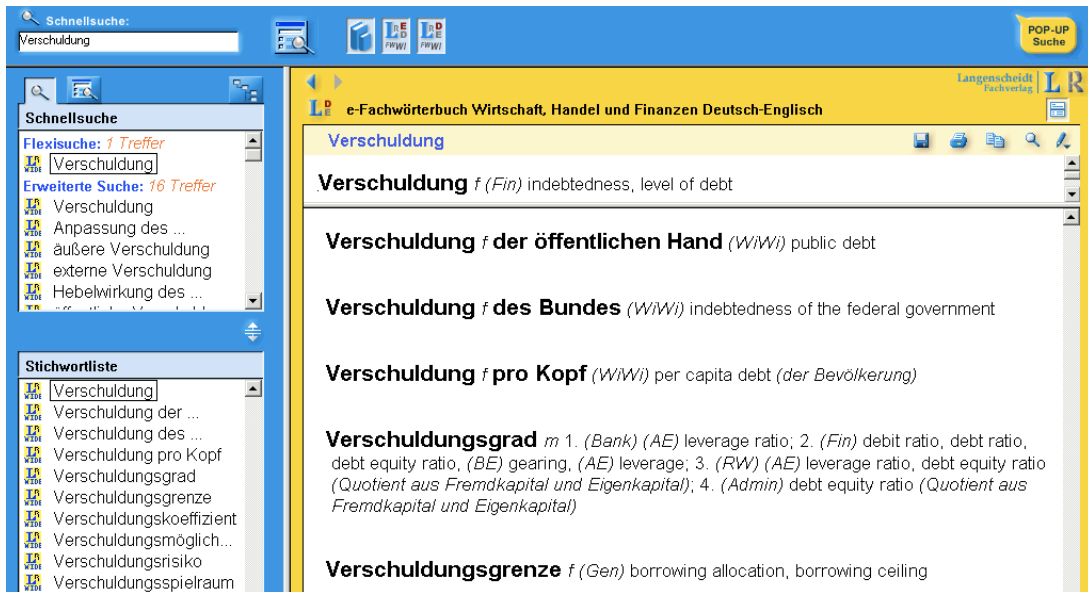 Schnellsuche:
Verschuldung
POP-UP
Suche
Schnellsuche
Flexisuche: 1 Treffer
Verschuldung
Erweiterte Suche: 16 Treffer
Verschuldung
Anpassung des ...
äußere Verschuldung
externe Verschuldung
Hebelwirkung des ...
Stichwortliste
Verschuldung
Verschuldung der ...
Verschuldung des ...
Verschuldung pro Kopf
Verschuldungsgrad
Verschuldungsgrenze
Verschuldungskoeffizient
Verschuldungsmöglich...
Verschuldungsrisiko
Verschuldungsspielraum
Langenscheidt
Fachverlag
e-Fachwörterbuch Wirtschaft, Handel und Finanzen Deutsch-Englisch
Verschuldung
Verschuldung f (Fin) indebtedness, level of debt
Verschuldung f der öffentlichen Hand (WiWi) public debt
Verschuldung f des Bundes (WiWi) indebtedness of the federal government
Verschuldung f pro Kopf (WiWi) per capita debt (der Bevölkerung)
Verschuldungsgrad m 1. (Bank) (AE) leverage ratio; 2. (Fin) debit ratio, debt ratio,
debt equity ratio, (BE) gearing, (AE) leverage; 3. (RW) (AE) leverage ratio, debt equity ratio
(Quotient aus Fremdkapital und Eigenkapital); 4. (Admin) debt equity ratio (Quotient aus
Fremdkapital und Eigenkapital)
Verschuldungsgrenze f (Gen) borrowing allocation, borrowing ceiling